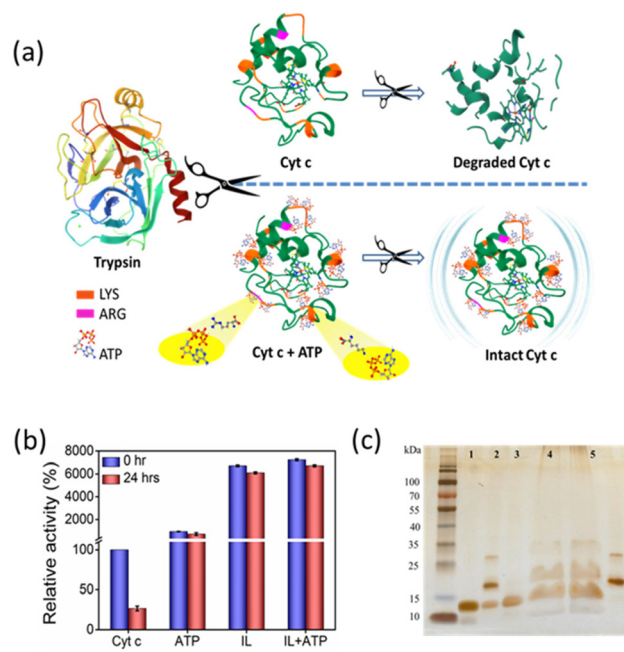 (a)
Cyt c
Degraded Cyt c
Trypsin
LYS
ARG
ATP
Cyt c + ATP
Intact Cyt c
(b)
Relative activity (%)
8000
6000
4000
2000
100
50
0
0 hr
24 hrs
Cyt c
ATP
IL
IL+ATP
(c)
kDa
1
2
3
4
5
100
70
55
40
35
25
15
10